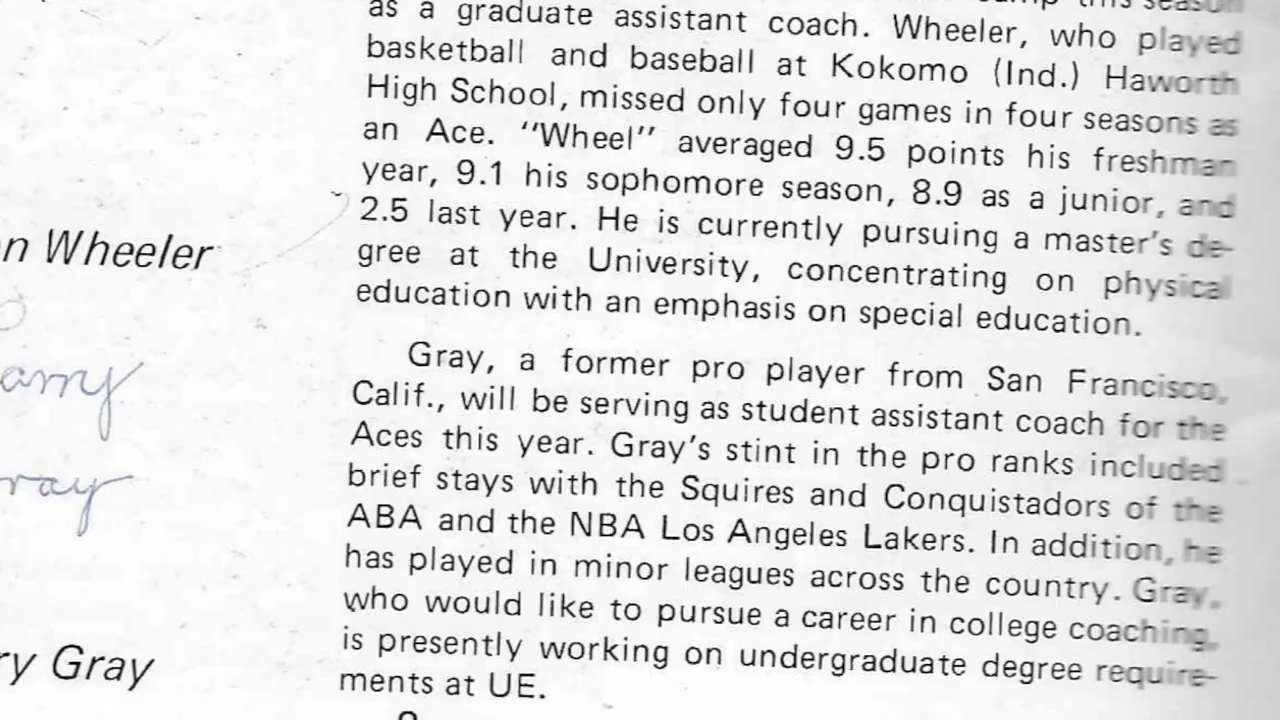 this season
as a graduate assistant coach. Wheeler, who played
basketball and baseball at Kokomo (Ind.) Haworth
High School, missed only four games in four seasons as
an Ace. "Wheel" averaged 9.5 points his freshman
year, 9.1 his sophomore season, 8.9 as a junior, and
2.5 last year. He is currently pursuing a master's de-
gree at the University, concentrating on physical
education with an emphasis on special education.
n Wheeler
arry
ray
ry Gray
Gray, a former pro player from San Francisco,
Calif., will be serving as student assistant coach for the
Aces this year. Gray's stint in the pro ranks included
brief stays with the Squires and Conquistadors of the
ABA and the NBA Los Angeles Lakers. In addition, he
has played in minor leagues across the country. Gray,
who would like to pursue a career in college coaching,
is presently working on undergraduate degree require-
ments at UE.